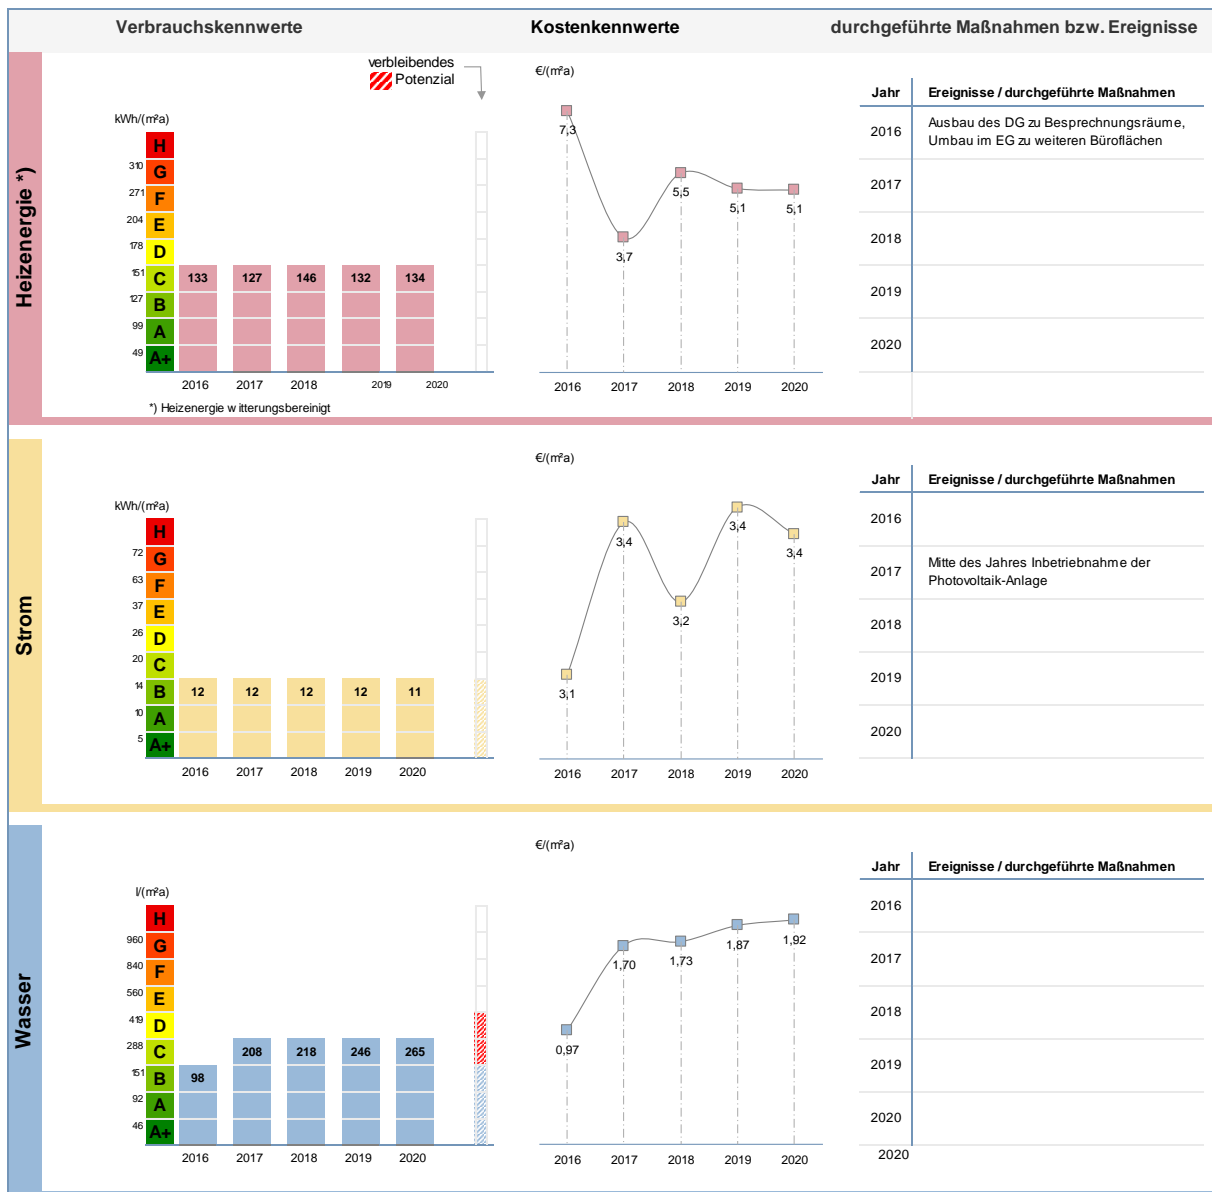 Verbrauchskennwerte
Kostenkennwerte
durchgeführte Maßnahmen bzw. Ereignisse
Heizenergie *)
verbleibendes
Potenzial
kWh/(m²a)
H
310
G
271
F
204
E
178
D
151
C
127
B
99
A
49
A+
133 127 146 132 134
2016 2017 2018 2019 2020
*) Heizenergie witterungsbereinigt
€/(m²a)
7,3
3,7
5,5
5,1
5,1
2016 2017 2018 2019 2020
Jahr Ereignisse / durchgeführte Maßnahmen
2016 Ausbau des DG zu Besprechnungsräume,
Umbau im EG zu weiteren Büroflächen
2017
2018
2019
2020
Strom
kWh/(m²a)
H
72
G
63
F
37
E
26
D
20
C
14
B
10
A
5
A+
12 12 12 12 11
2016 2017 2018 2019 2020
€/(m²a)
3,1
3,4
3,2
3,4
3,4
2016 2017 2018 2019 2020
Jahr Ereignisse / durchgeführte Maßnahmen
2016
2017 Mitte des Jahres Inbetriebnahme der
Photovoltaik-Anlage
2018
2019
2020
Wasser
l/(m²a)
H
960
G
840
F
560
E
419
D
288
C
151
B
92
A
46
A+
98 208 218 246 265
2016 2017 2018 2019 2020
€/(m²a)
0,97
1,70
1,73
1,87
1,92
2016 2017 2018 2019 2020
Jahr Ereignisse / durchgeführte Maßnahmen
2016
2017
2018
2019
2020
2020